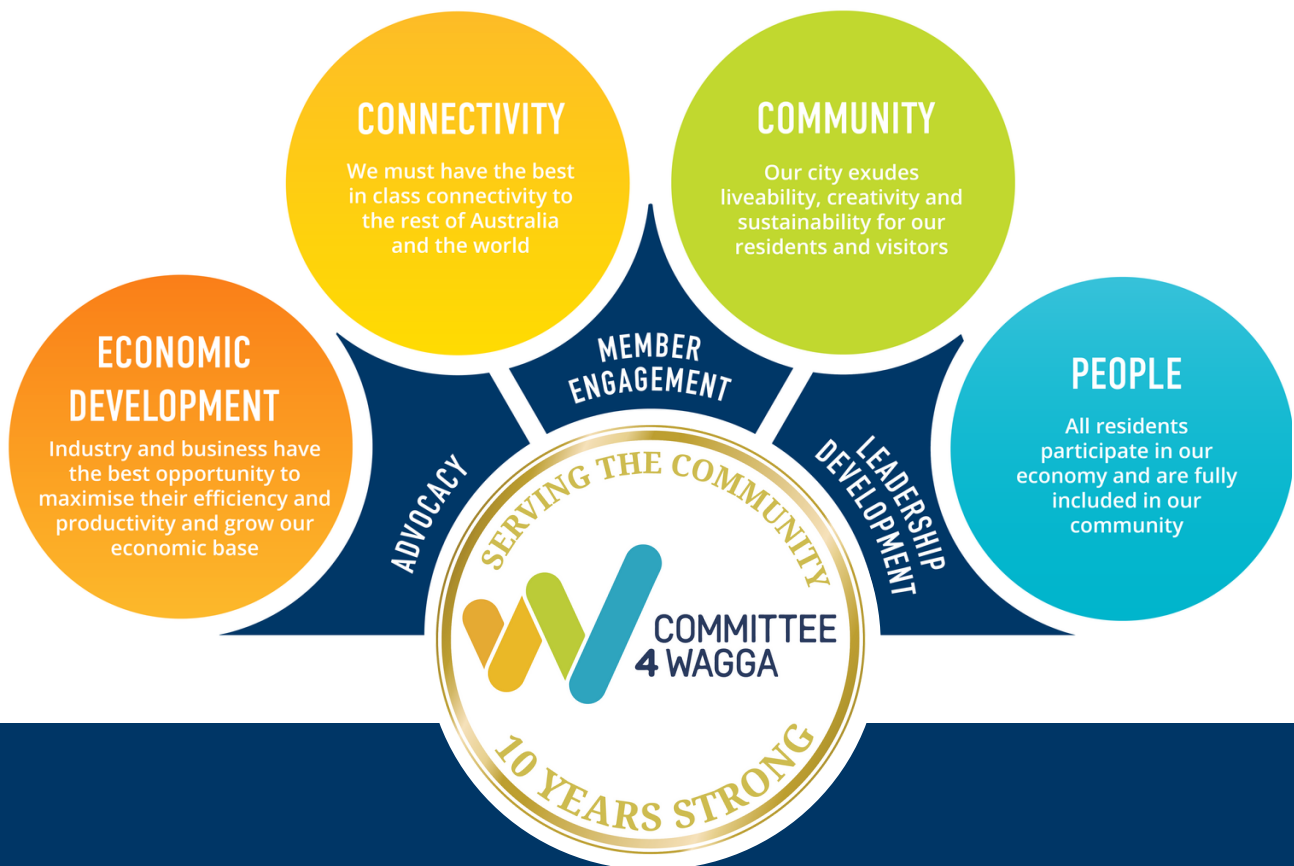 CONNECTIVITY
We must have the best
in class connectivity to
the rest of Australia
and the world
COMMUNITY
Our city exudes
liveability, creativity and
sustainability for our
residents and visitors
ECONOMIC
DEVELOPMENT
Industry and business have
the best opportunity to
maximise their efficiency and
productivity and grow our
economic base
PEOPLE
All residents
participate in our
economy and are fully
included in our
community
ADVOCACY
MEMBER
ENGAGEMENT
LEADERSHIP
DEVELOPMENT
SERVING THE COMMUNITY
COMMITTEE
4 WAGGA
10 YEARS STRONG